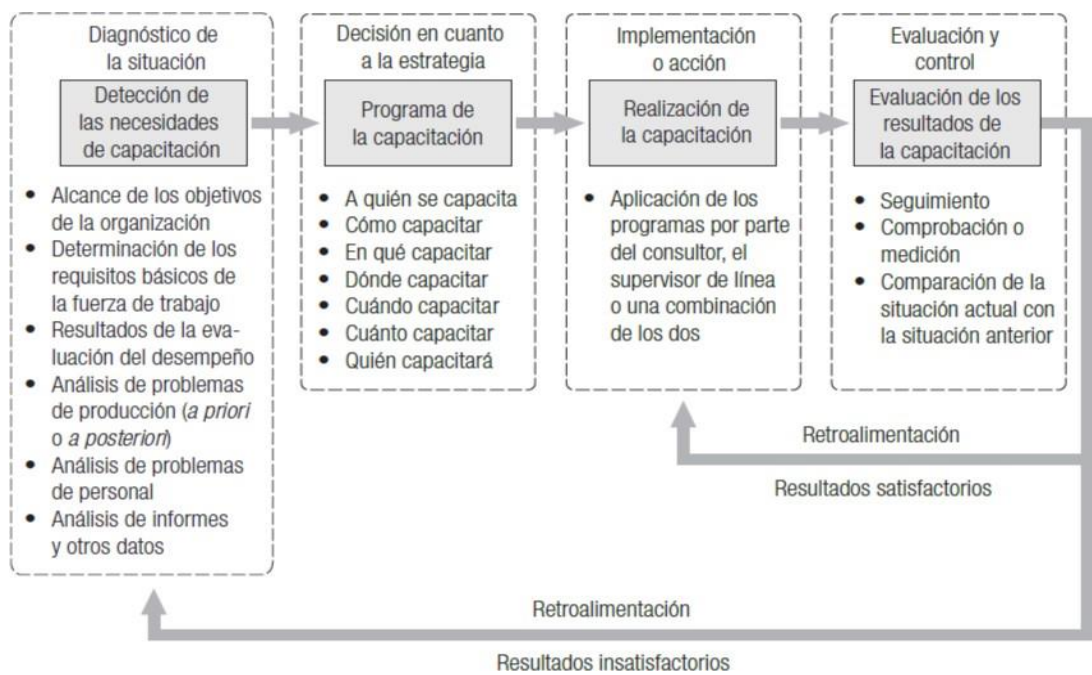 Diagnóstico de
la situación
Detección de
las necesidades
de capacitación
• Alcance de los objetivos
de la organización
• Determinación de los
requisitos básicos de
la fuerza de trabajo
• Resultados de la eva-
luación del desempeño
• Análisis de problemas
de producción (a priori
o a posteriori)
• Análisis de problemas
de personal
• Análisis de informes
y otros datos
Decisión en cuanto
a la estrategia
Programa de
la capacitación
• A quién se capacita
• Cómo capacitar
• En qué capacitar
• Dónde capacitar
• Cuándo capacitar
• Cuánto capacitar
• Quién capacitará
Implementación
o acción
Realización de
la capacitación
• Aplicación de los
programas por parte
del consultor, el
supervisor de línea
o una combinación
de los dos
Evaluación y
control
Evaluación de los
resultados de
la capacitación
• Seguimiento
• Comprobación o
medición
• Comparación de la
situación actual con
la situación anterior
Retroalimentación
Resultados satisfactorios
Retroalimentación
Resultados insatisfactorios